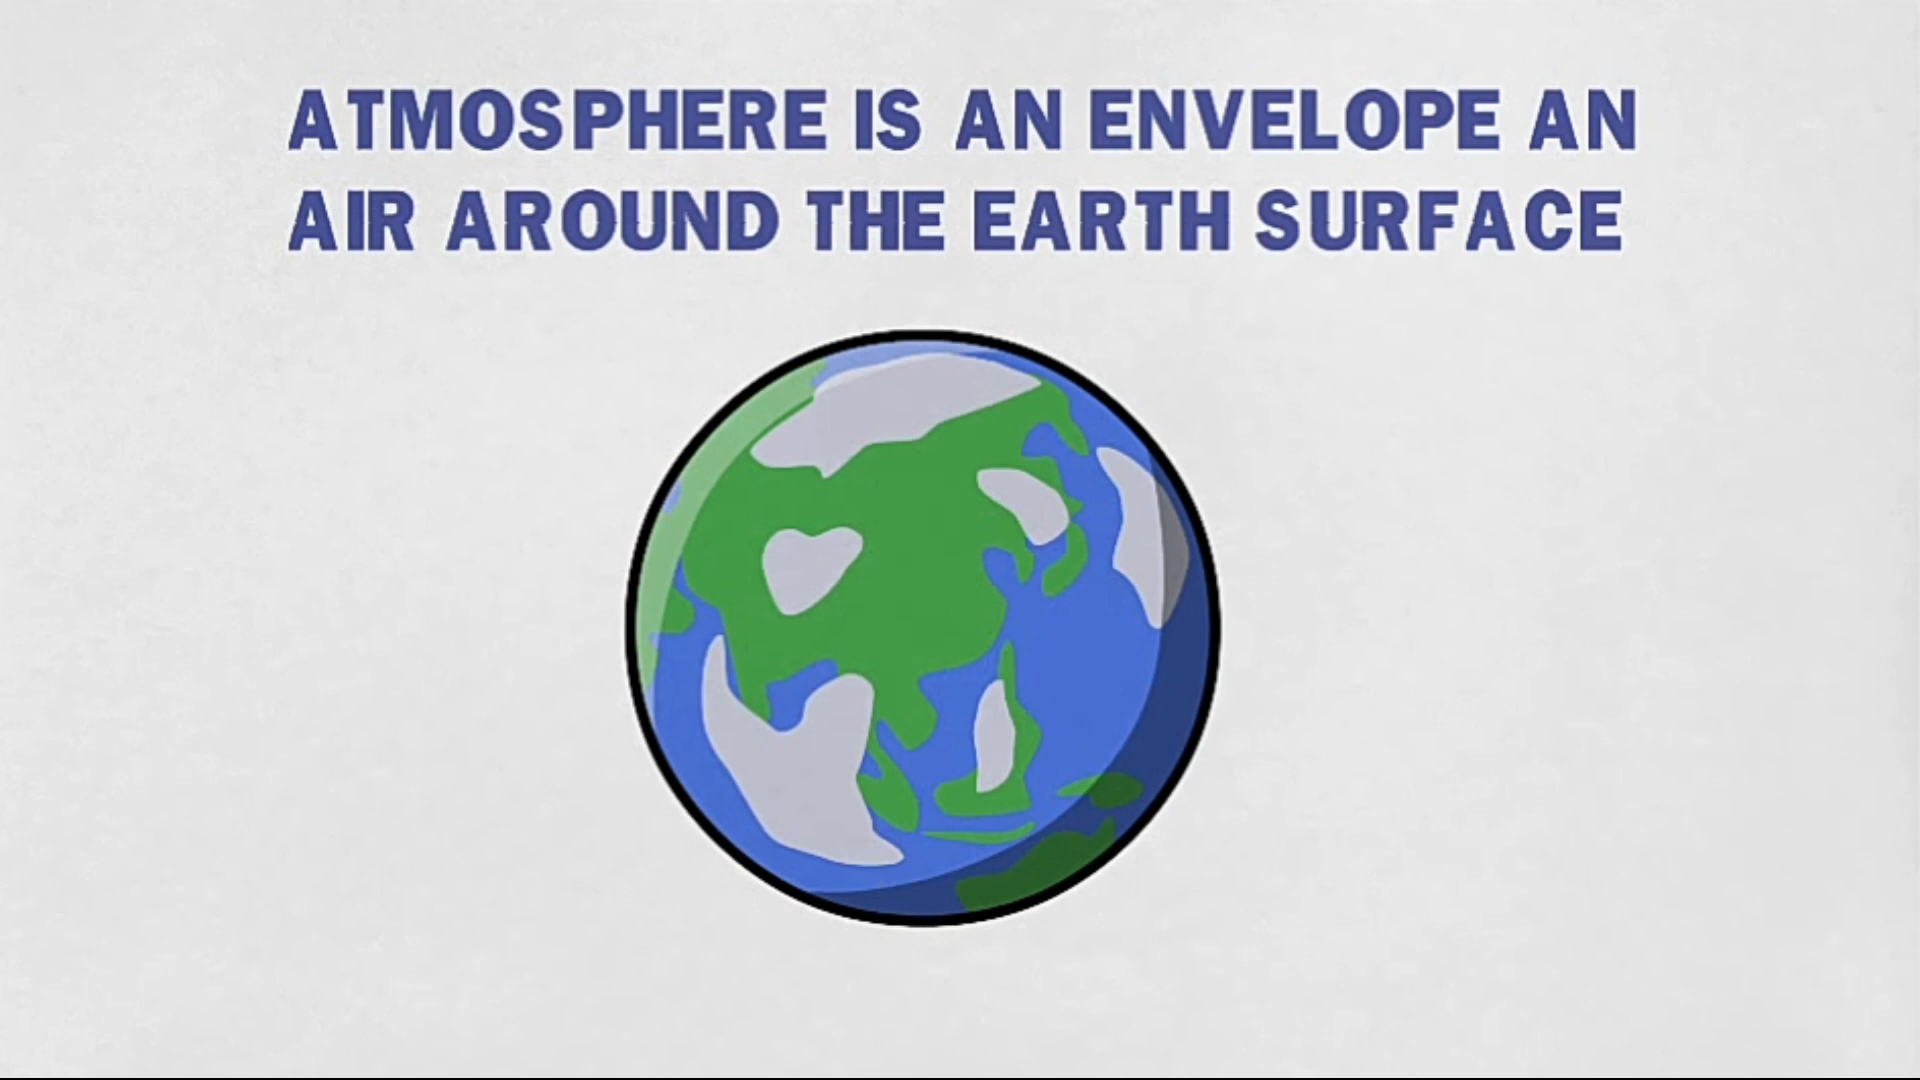 ATMOSPHERE IS AN ENVELOPE AN
AIR AROUND THE EARTH SURFACE